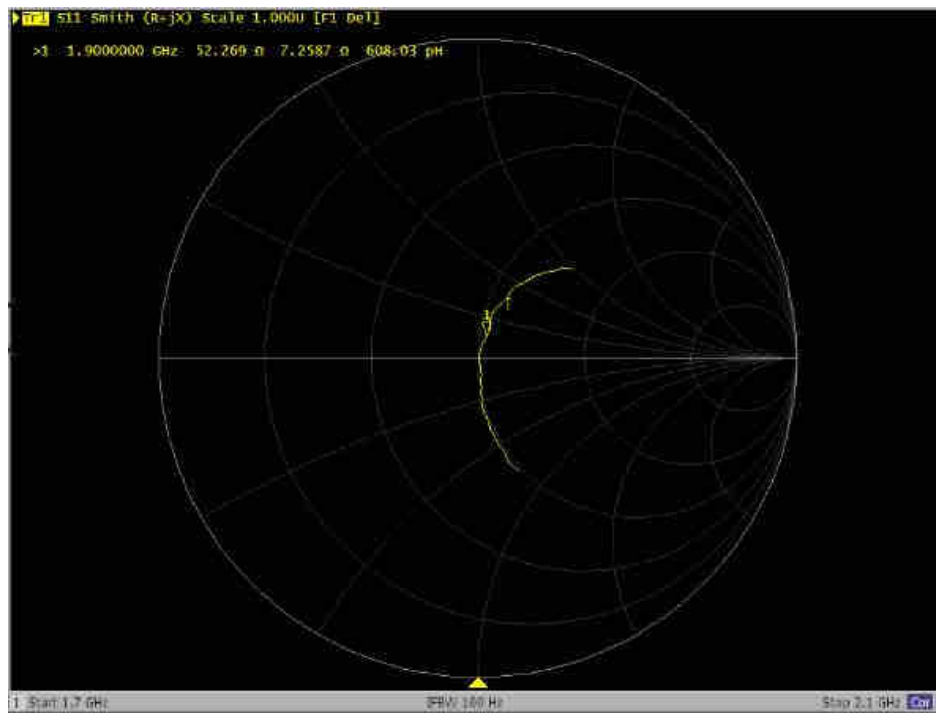 Tr1 S11 Smith (R+jX) Scale 1.000U [F1 Del]
>1 1.9000000 GHz 52.269 Ω 7.2587 Ω 608.03 pH
1
1 Start 1.7 GHz IFBW 100 Hz Stop 2.1 GHz Cor